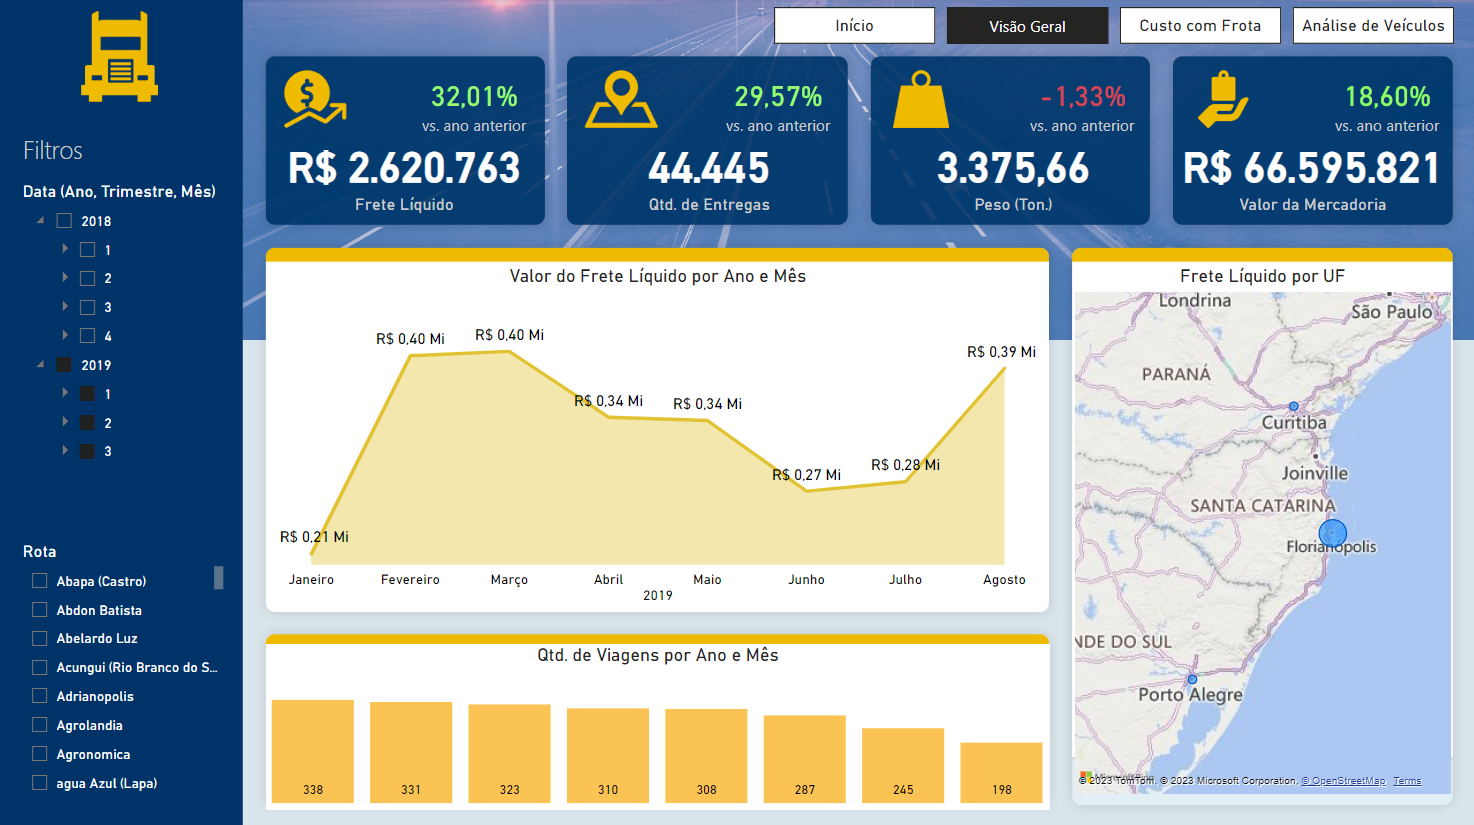 Início
Visão Geral
Custo com Frota
Análise de Veículos
Filtros
Data (Ano, Trimestre, Mês)
2018
1
2
3
4
2019
1
2
3
Rota
Abapa (Castro)
Abdon Batista
Abelardo Luz
Acungui (Rio Branco do S...
Adrianopolis
Agrolandia
Agronomica
agua Azul (Lapa)
32,01%
vs. ano anterior
R$ 2.620.763
Frete Líquido
29,57%
vs. ano anterior
44.445
Qtd. de Entregas
-1,33%
vs. ano anterior
3.375,66
Peso (Ton.)
18,60%
vs. ano anterior
R$ 66.595.821
Valor da Mercadoria
Valor do Frete Líquido por Ano e Mês
R$ 0,21 Mi
R$ 0,40 Mi
R$ 0,40 Mi
R$ 0,34 Mi
R$ 0,34 Mi
R$ 0,27 Mi
R$ 0,28 Mi
R$ 0,39 Mi
Janeiro Fevereiro Março Abril Maio Junho Julho Agosto
2019
Qtd. de Viagens por Ano e Mês
338 331 323 310 308 287 245 198
Frete Líquido por UF
Londrina
São Paulo
PARANÁ
Curitiba
Joinville
SANTA CATARINA
Florianópolis
NDE DO SUL
Porto Alegre
© 2023 TomTom, © 2023 Microsoft Corporation, © OpenStreetMap Terms